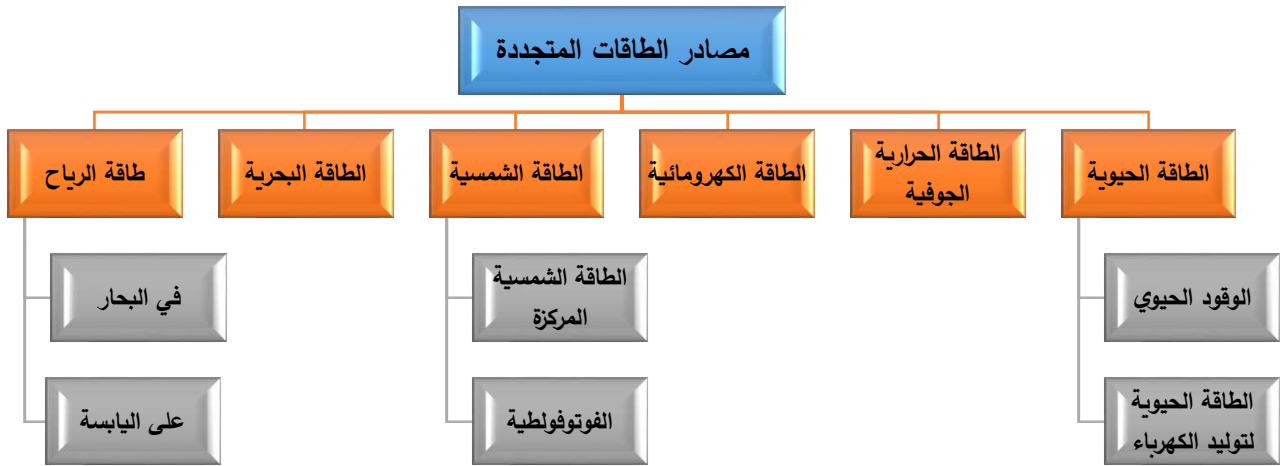 مصادر الطاقات المتجددة
الطاقة الحيوية
الطاقة الحرارية
الجوفية
الطاقة الكهرومائية
الطاقة الشمسية
الطاقة البحرية
طاقة الرياح
الوقود الحيوي
الطاقة الشمسية
المركزة
في البحار
الطاقة الحيوية
لتوليد الكهرباء
الفوتوفولطية
على اليابسة